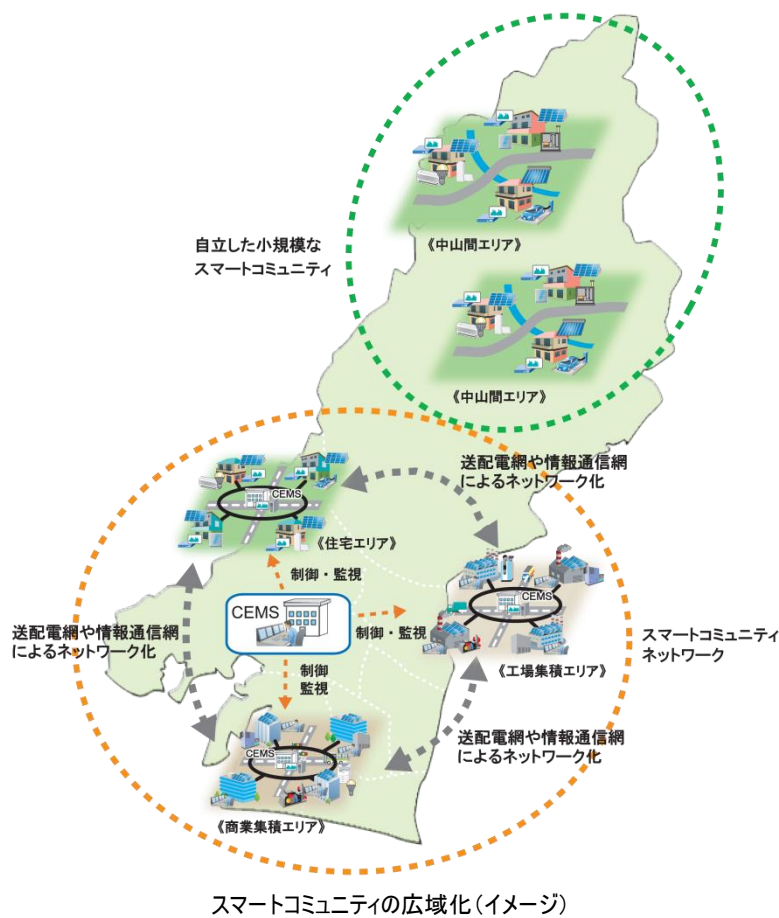 自立した小規模な
スマートコミュニティ
《中山間エリア》
《中山間エリア》
送配電網や情報通信網
によるネットワーク化
CEMS
《住宅エリア》
制御・監視
CEMS
制御・監視
CEMS
《工場集積エリア》
スマートコミュニティ
ネットワーク
送配電網や情報通信網
によるネットワーク化
制御
監視
送配電網や情報通信網
によるネットワーク化
CEMS
《商業集積エリア》
スマートコミュニティの広域化(イメージ)